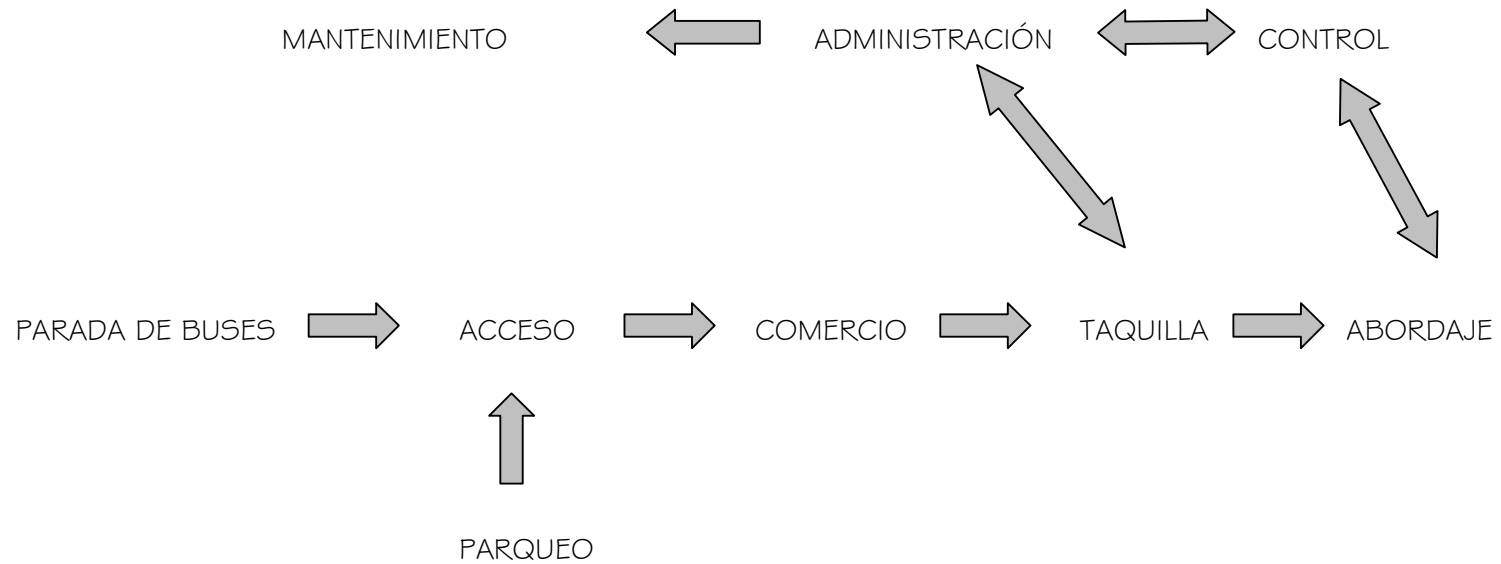 MANTENIMIENTO ADMINISTRACIÓN CONTROL
PARADA DE BUSES ACCESO COMERCIO TAQUILLA ABORDAJE
PARQUEO